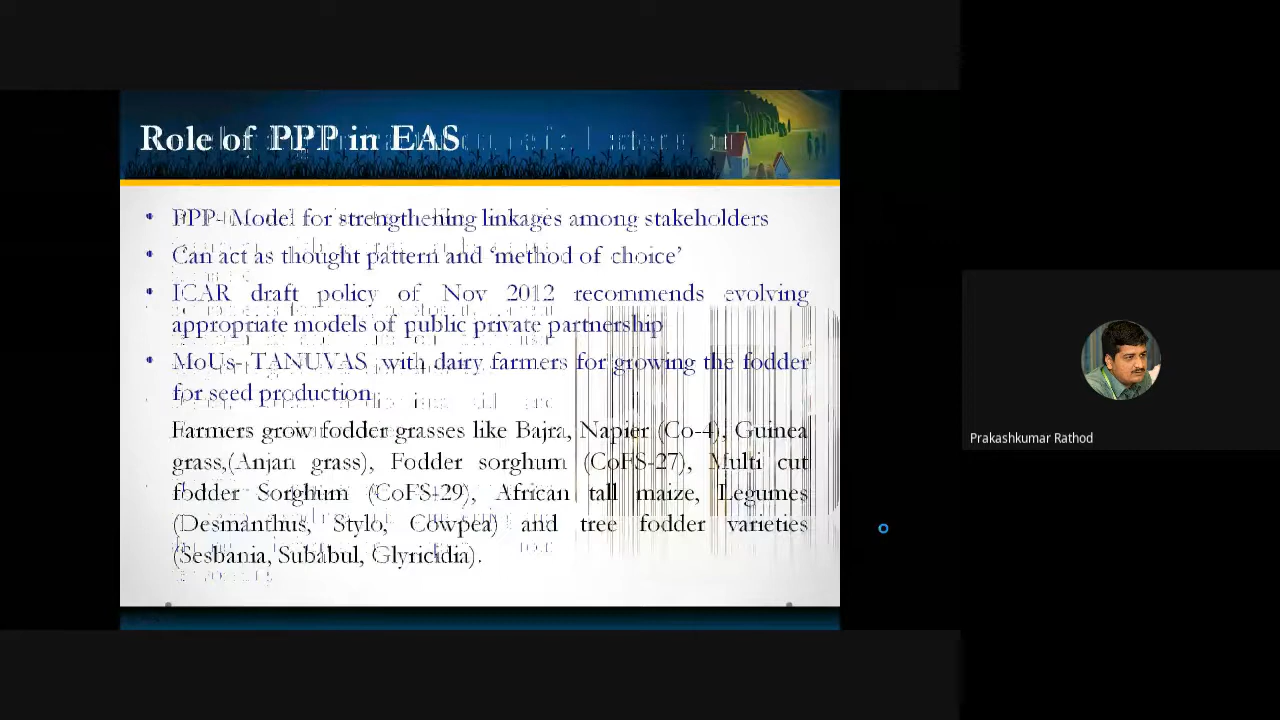 Role of PPP in EAS
• PPP- Model for strengthening linkages among stakeholders
• Can act as thought pattern and ‘method of choice’
• ICAR draft policy of Nov 2012 recommends evolving
appropriate models of public private partnership
• MoUs- TANUVAS with dairy farmers for growing the fodder
for seed production
Farmers grow fodder grasses like Bajra, Napier (Co-4), Guinea
grass,(Anjan grass), Fodder sorghum (CoFS-27), Multi cut
fodder Sorghum (CoFS-29), African tall maize, Legumes
(Desmanthus, Stylo, Cowpea) and tree fodder varieties
(Sesbania, Subabul, Glyricidia).
Prakashkumar Rathod